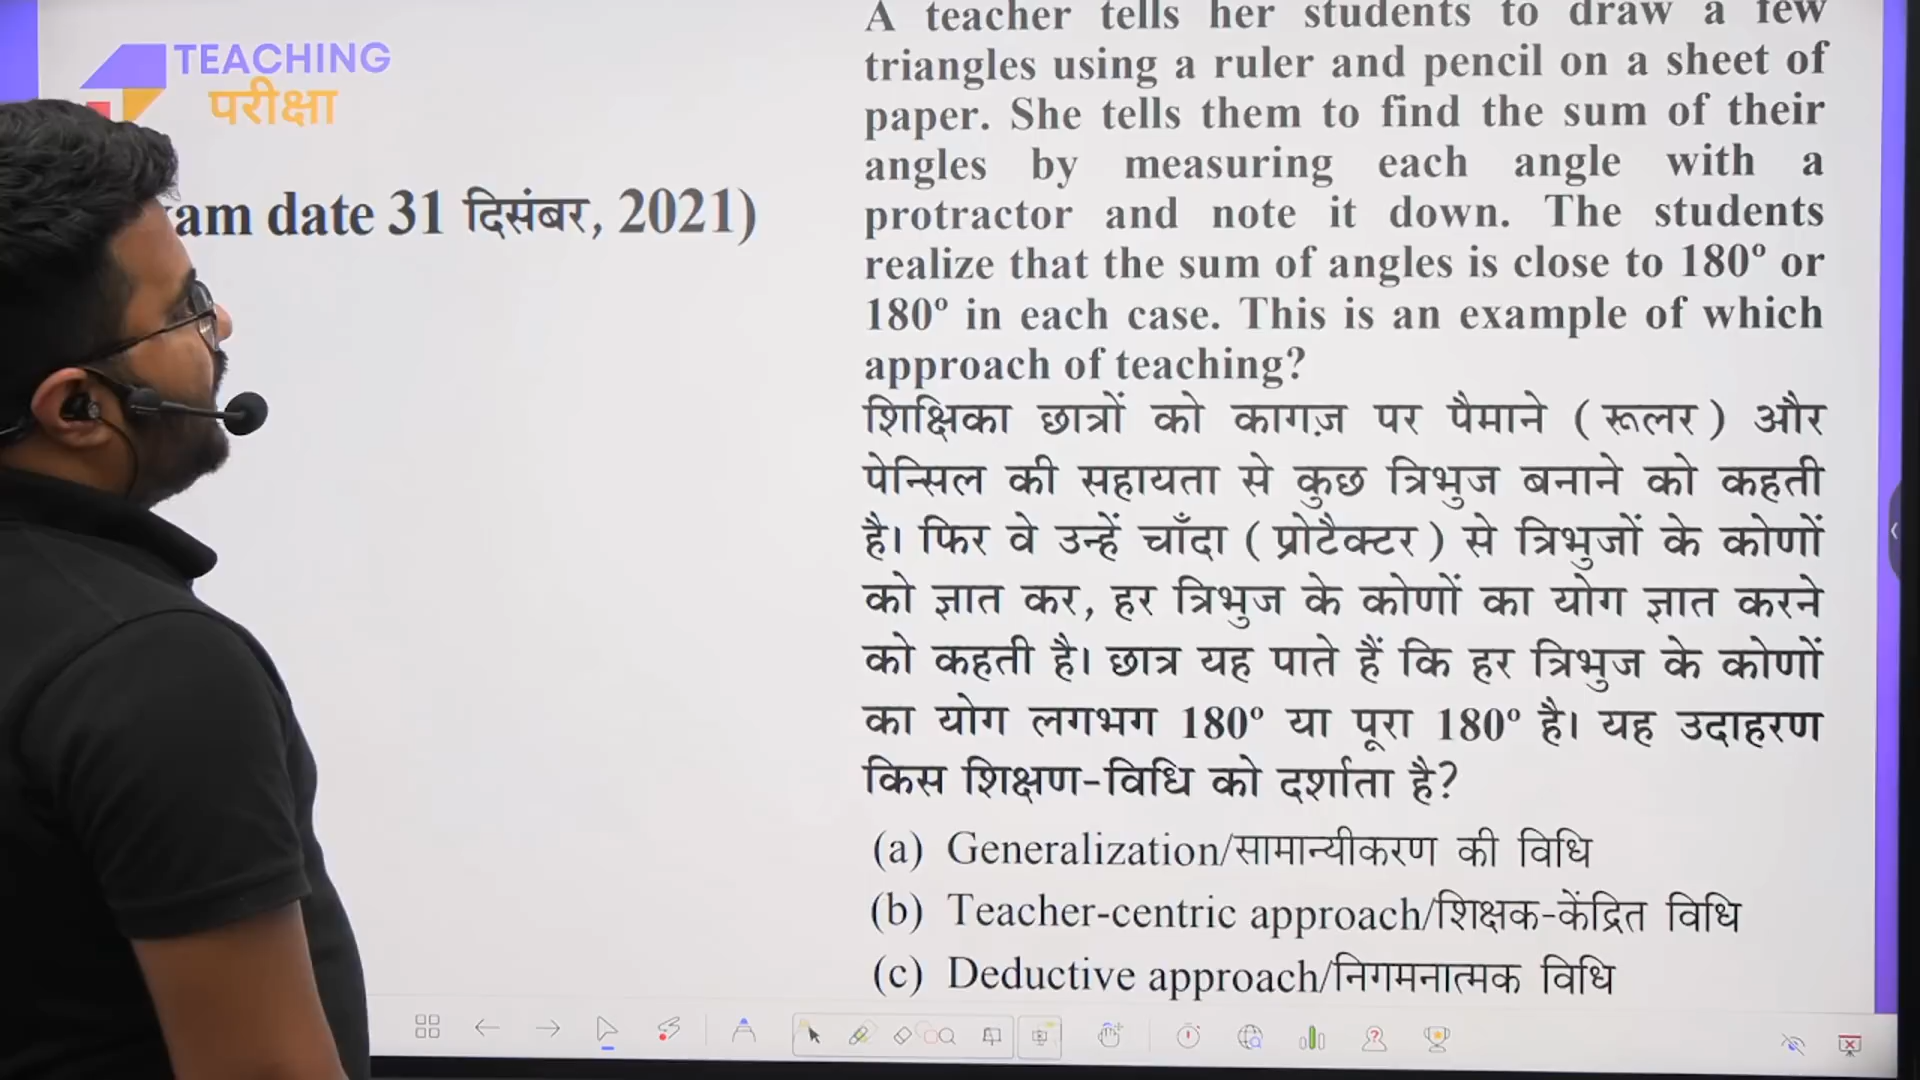 TEACHING
परीक्षा
am date 31 दिसंबर, 2021)
A teacher tells her students to draw a few
triangles using a ruler and pencil on a sheet of
paper. She tells them to find the sum of their
angles by measuring each angle with a
protractor and note it down. The students
realize that the sum of angles is close to 180º or
180º in each case. This is an example of which
approach of teaching?
शिक्षिका छात्रों को कागज़ पर पैमाने ( रूलर ) और
पेन्सिल की सहायता से कुछ त्रिभुज बनाने को कहती
है। फिर वे उन्हें चाँदा ( प्रोटैक्टर ) से त्रिभुजों के कोणों
को ज्ञात कर, हर त्रिभुज के कोणों का योग ज्ञात करने
को कहती है। छात्र यह पाते हैं कि हर त्रिभुज के कोणों
का योग लगभग 180º या पूरा 180º है। यह उदाहरण
किस शिक्षण-विधि को दर्शाता है?
(a) Generalization/सामान्यीकरण की विधि
(b) Teacher-centric approach/शिक्षक-केंद्रित विधि
(c) Deductive approach/निगमनात्मक विधि